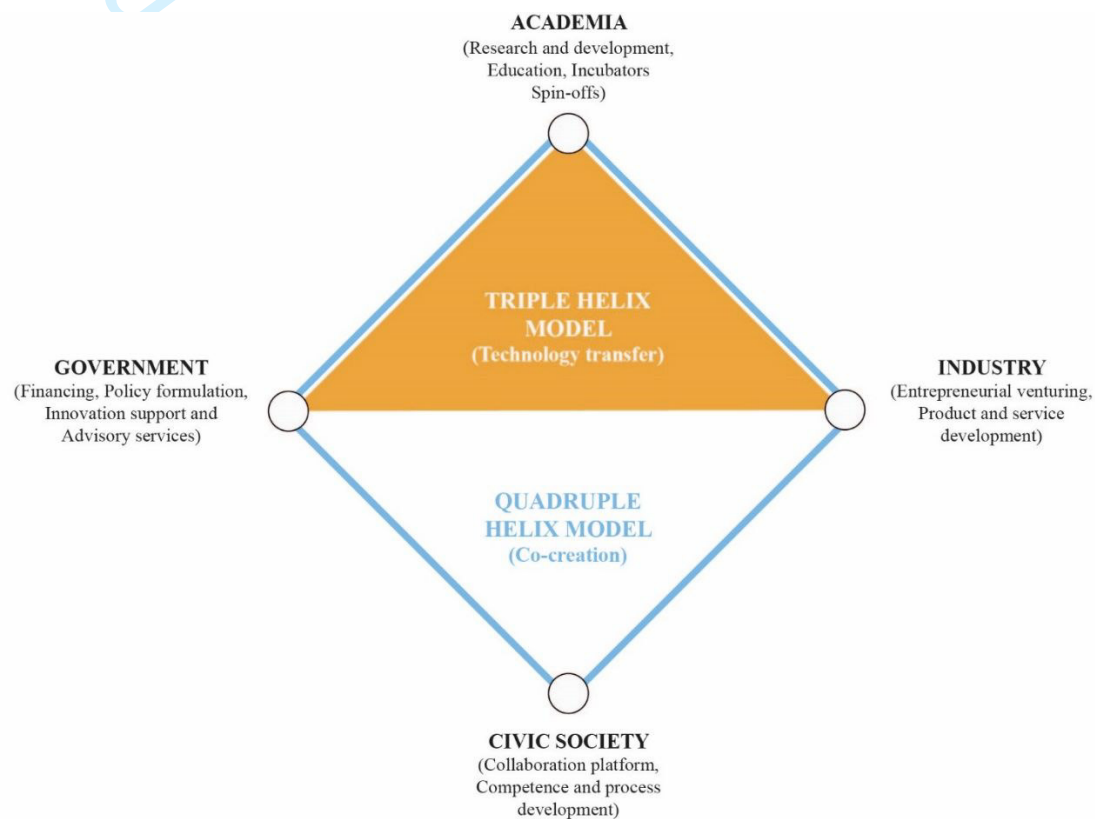 ACADEMIA
(Research and development,
Education, Incubators
Spin-offs)
TRIPLE HELIX
MODEL
(Technology transfer)
GOVERNMENT
(Financing, Policy formulation,
Innovation support and
Advisory services)
INDUSTRY
(Entrepreneurial venturing,
Product and service
development)
QUADRUPLE
HELIX MODEL
(Co-creation)
CIVIC SOCIETY
(Collaboration platform,
Competence and process
development)